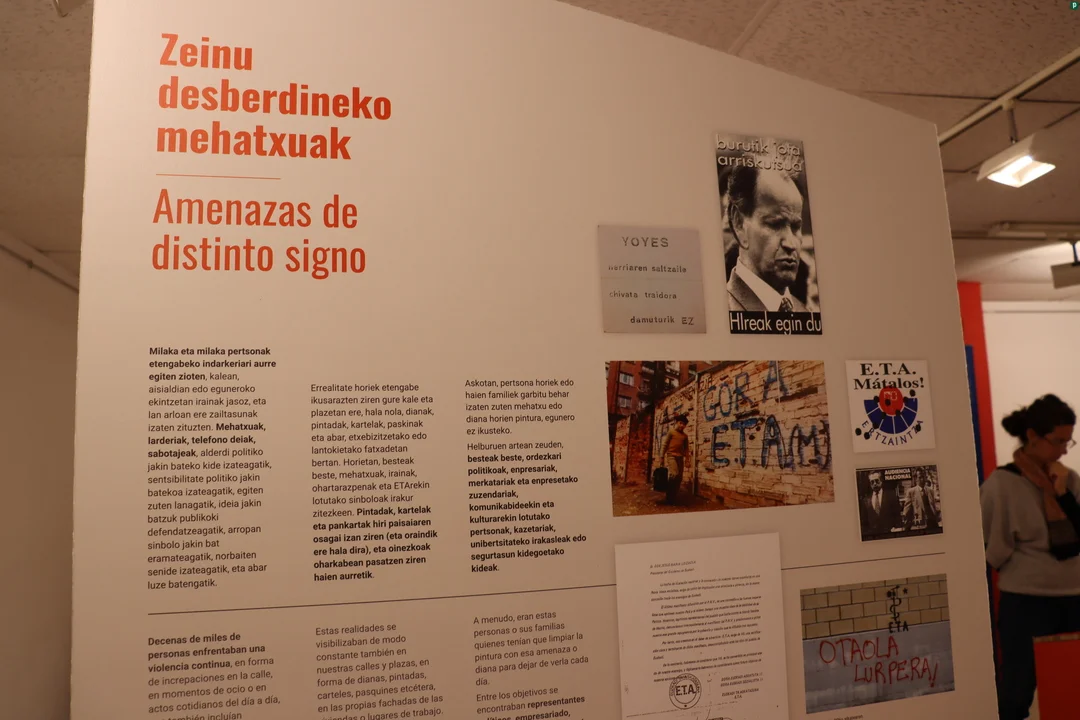 Zeinu
desberdineko
mehatxuak
Amenazas de
distinto signo
Milaka eta milaka pertsonak
etengabeko indarkeriari aurre
egiten zioten, kalean,
aisialdian edo eguneroko
ekintzetan irainak jasoz, eta
lan arloan ere zailtasunak
izaten zituzten. Mehatxuak,
larderiak, telefono deiak,
sabotajeak, alderdi politiko
jakin bateko kide izateagatik,
sentsibilitate politiko jakin
batekoa izateagatik, egiten
zuten lanagatik, ideia jakin
batzuk publikoki
defendatzeagatik, arropan
sinbolo jakin bat
eramateagatik, norbaiten
senide izateagatik, eta abar
luze batengatik.
Errealitate horiek etengabe
ikusarazten ziren gure kale eta
plazetan ere, hala nola, dianak,
pintadak, kartelak, paskinak
eta abar, etxebizitzetako edo
lantokietako fatxadetan
bertan. Horietan, besteak
beste, mehatxuak, irainak,
ohartarazpenak eta ETArekin
lotutako sinboloak irakur
zitezkeen. Pintadak, kartelak
eta pankartak hiri paisaiaren
osagai izan ziren (eta oraindik
ere hala dira), eta oinezkoak
oharkabean pasatzen ziren
haien aurretik.
Askotan, pertsona horiek edo
haien familiek garbitu behar
izaten zuten mehatxu edo
diana horien pintura, egunero
ez ikusteko.
Helburuen artean zeuden,
besteak beste, ordezkari
politikoak, enpresariak,
merkatariak eta enpresetako
zuzendariak,
komunikabideekin eta
kulturarekin lotutako
pertsonak, kazetariak,
unibertsitateko irakasleak edo
segurtasun kidegoetako
kideak.
Decenas de miles de
personas enfrentaban una
violencia continua, en forma
de increpaciones en la calle,
en momentos de ocio o en
actos cotidianos del día a día,
también incluían
Estas realidades se
visibilizaban de modo
constante también en
nuestras calles y plazas, en
forma de dianas, pintadas,
carteles, pasquines etcétera,
en las propias fachadas de las
o lugares de trabajo.
A menudo, eran estas
personas o sus familias
quienes tenían que limpiar la
pintura con esa amenaza o
diana para dejar de verla cada
día.
Entre los objetivos se
encontraban representantes
empresariado,
YOYES
herriaren saltzaile
chivata traidora
damuturik EZ
burutik jota
arriskutsua
HIreak egin du
GORA
ETA(M)
E.T.A.
Mátalos!
ERTZAINTZA
AUDIENCIA
NACIONAL
E.T.A.
ETA
OTAOLA
LURPERA!